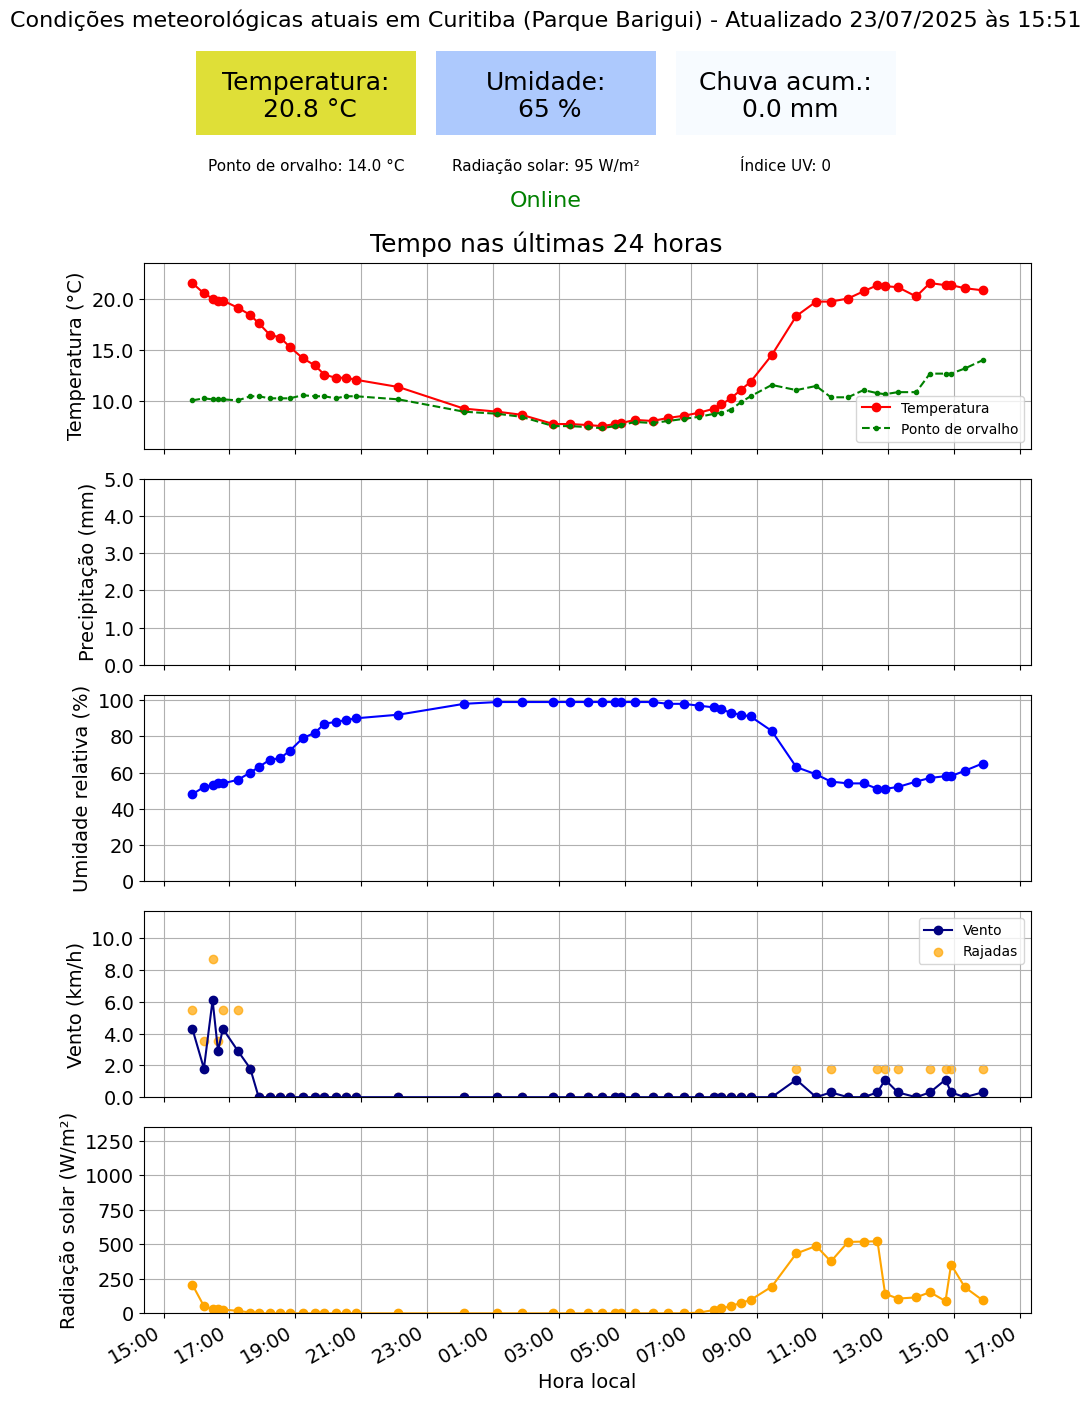 Condições meteorológicas atuais em Curitiba (Parque Barigui) - Atualizado 23/07/2025 às 15:51
Temperatura:
20.8 °C
Umidade:
65 %
Chuva acum.:
0.0 mm
Ponto de orvalho: 14.0 °C
Radiação solar: 95 W/m²
Índice UV: 0
Online
Tempo nas últimas 24 horas
Temperatura (°C)
20.0
15.0
10.0
Temperatura
Ponto de orvalho
Precipitação (mm)
5.0
4.0
3.0
2.0
1.0
0.0
Umidade relativa (%)
100
80
60
40
20
0
Vento (km/h)
10.0
8.0
6.0
4.0
2.0
0.0
Vento
Rajadas
Radiação solar (W/m²)
1250
1000
750
500
250
0
15:00
17:00
19:00
21:00
23:00
01:00
03:00
05:00
07:00
09:00
11:00
13:00
15:00
17:00
Hora local